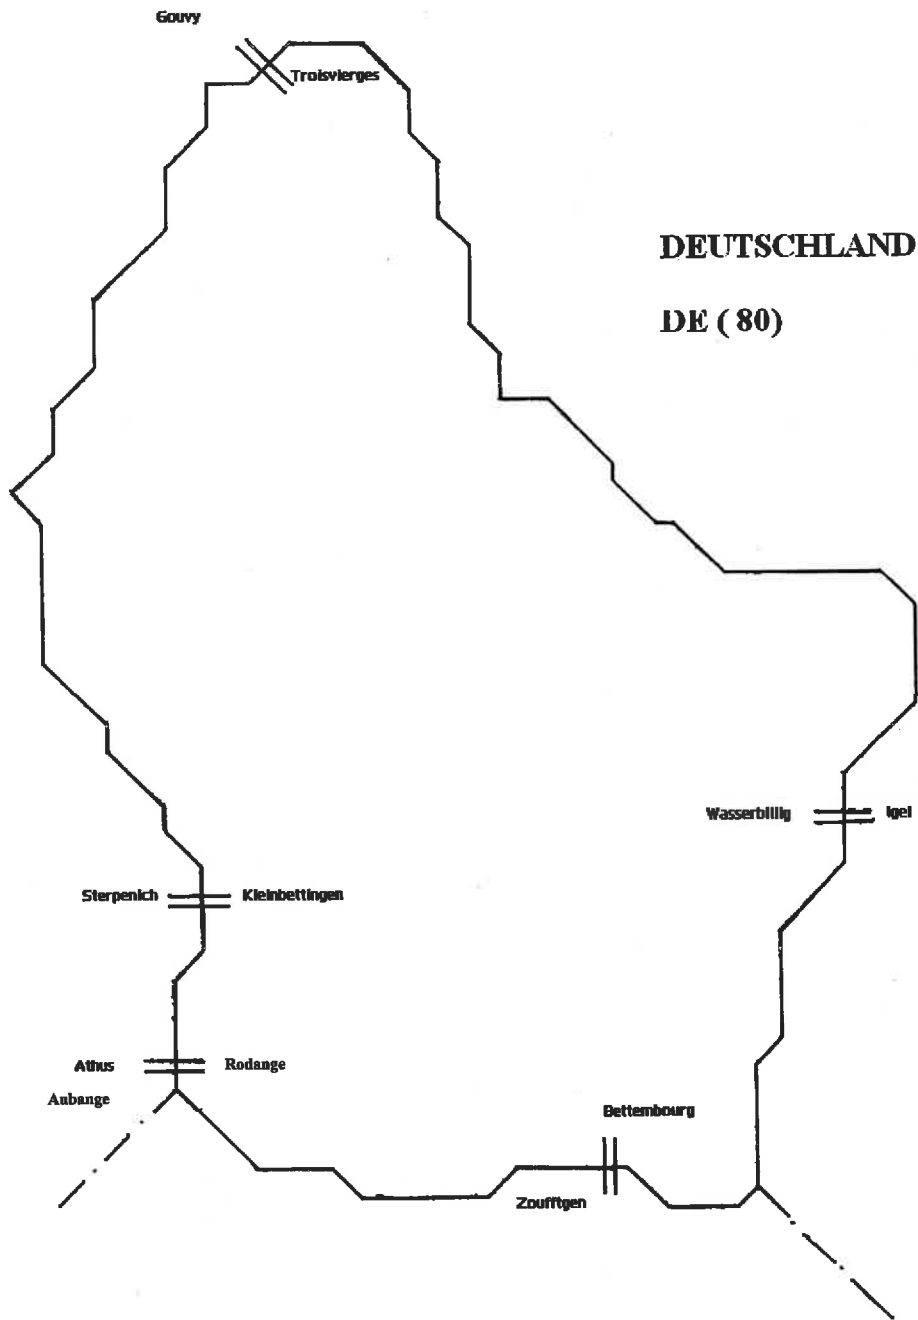 Gouvy
Troisvierges
DEUTSCHLAND
DE ( 80)
Wasserbillig
Igel
Sterpenich
Kleinbettingen
Athus
Rodange
Aubange
Bettembourg
Zoufftgen